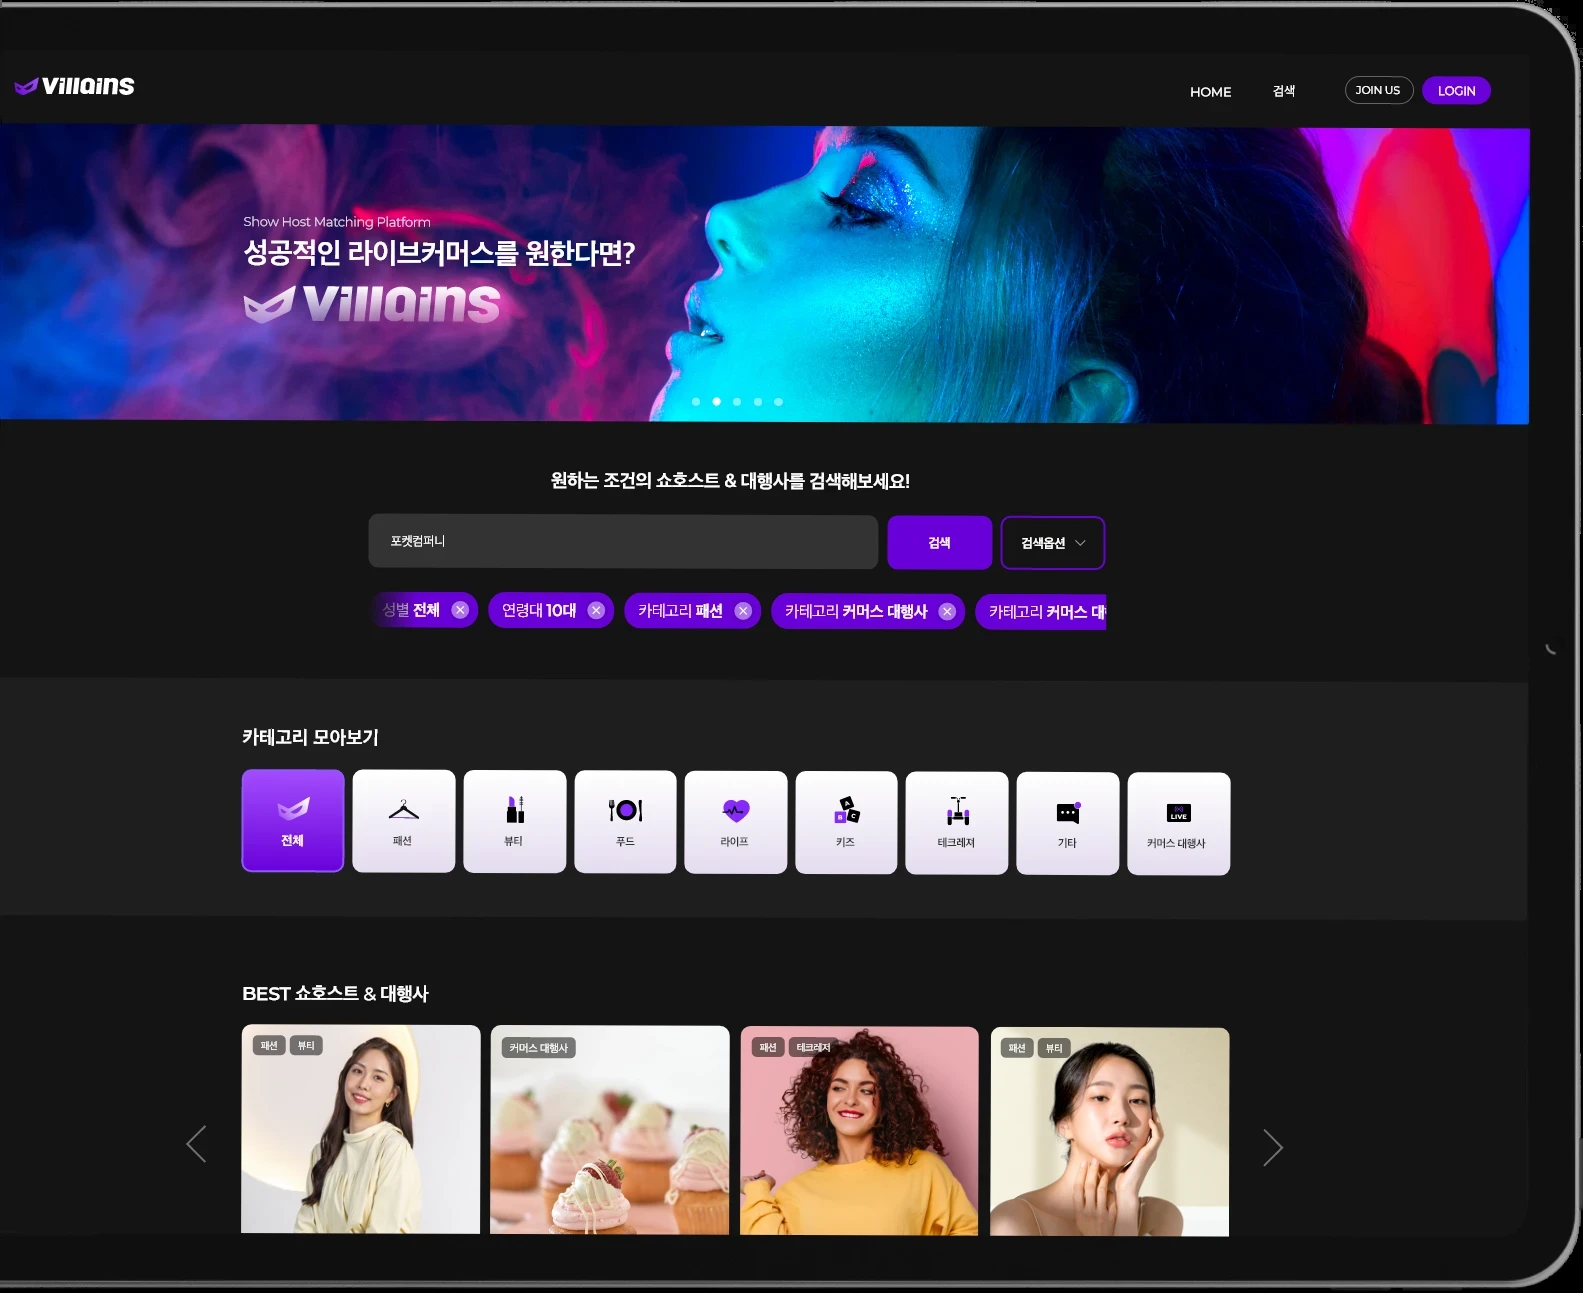 Villains
HOME 검색 JOIN US LOGIN
Show Host Matching Platform
성공적인 라이브커머스를 원한다면?
Villains
원하는 조건의 쇼호스트 & 대행사를 검색해보세요!
포켓컴퍼니 검색 검색옵션
성별 전체 연령대 10대 카테고리 패션 카테고리 커머스 대행사 카테고리 커머스 대
카테고리 모아보기
A B C LIVE
전체 패션 뷰티 푸드 라이프 키즈 테크레저 기타 커머스 대행사
BEST 쇼호스트 & 대행사
패션 뷰티 커머스 대행사 패션 테크레저 패션 뷰티